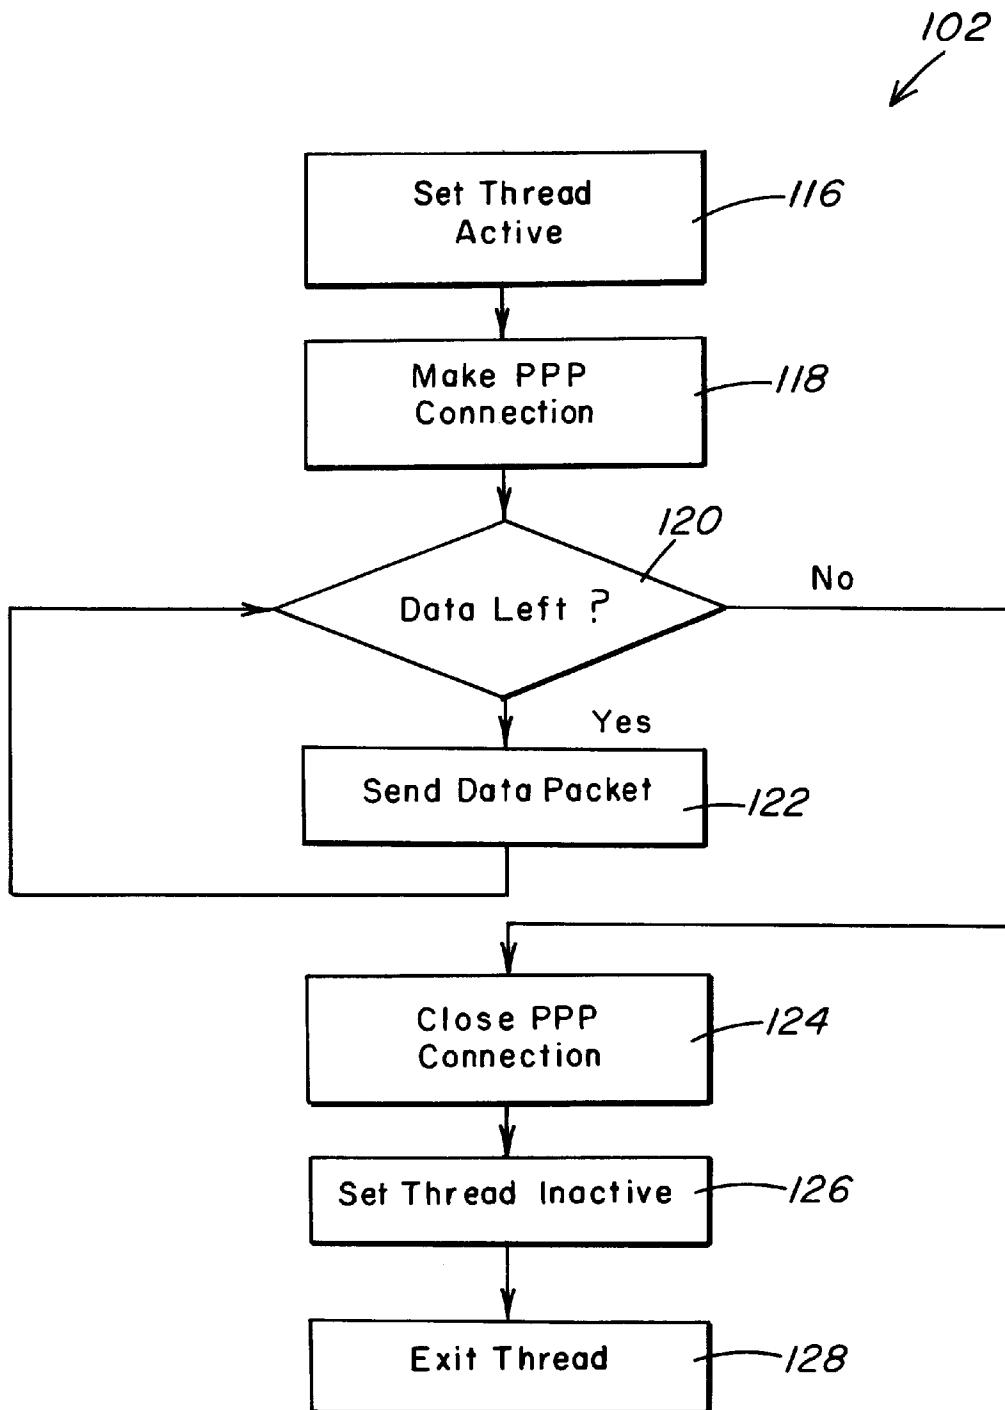 102
Set Thread
Active
116
Make PPP
Connection
118
120
Data Left ?
No
Yes
Send Data Packet
122
Close PPP
Connection
124
Set Thread Inactive
126
Exit Thread
128